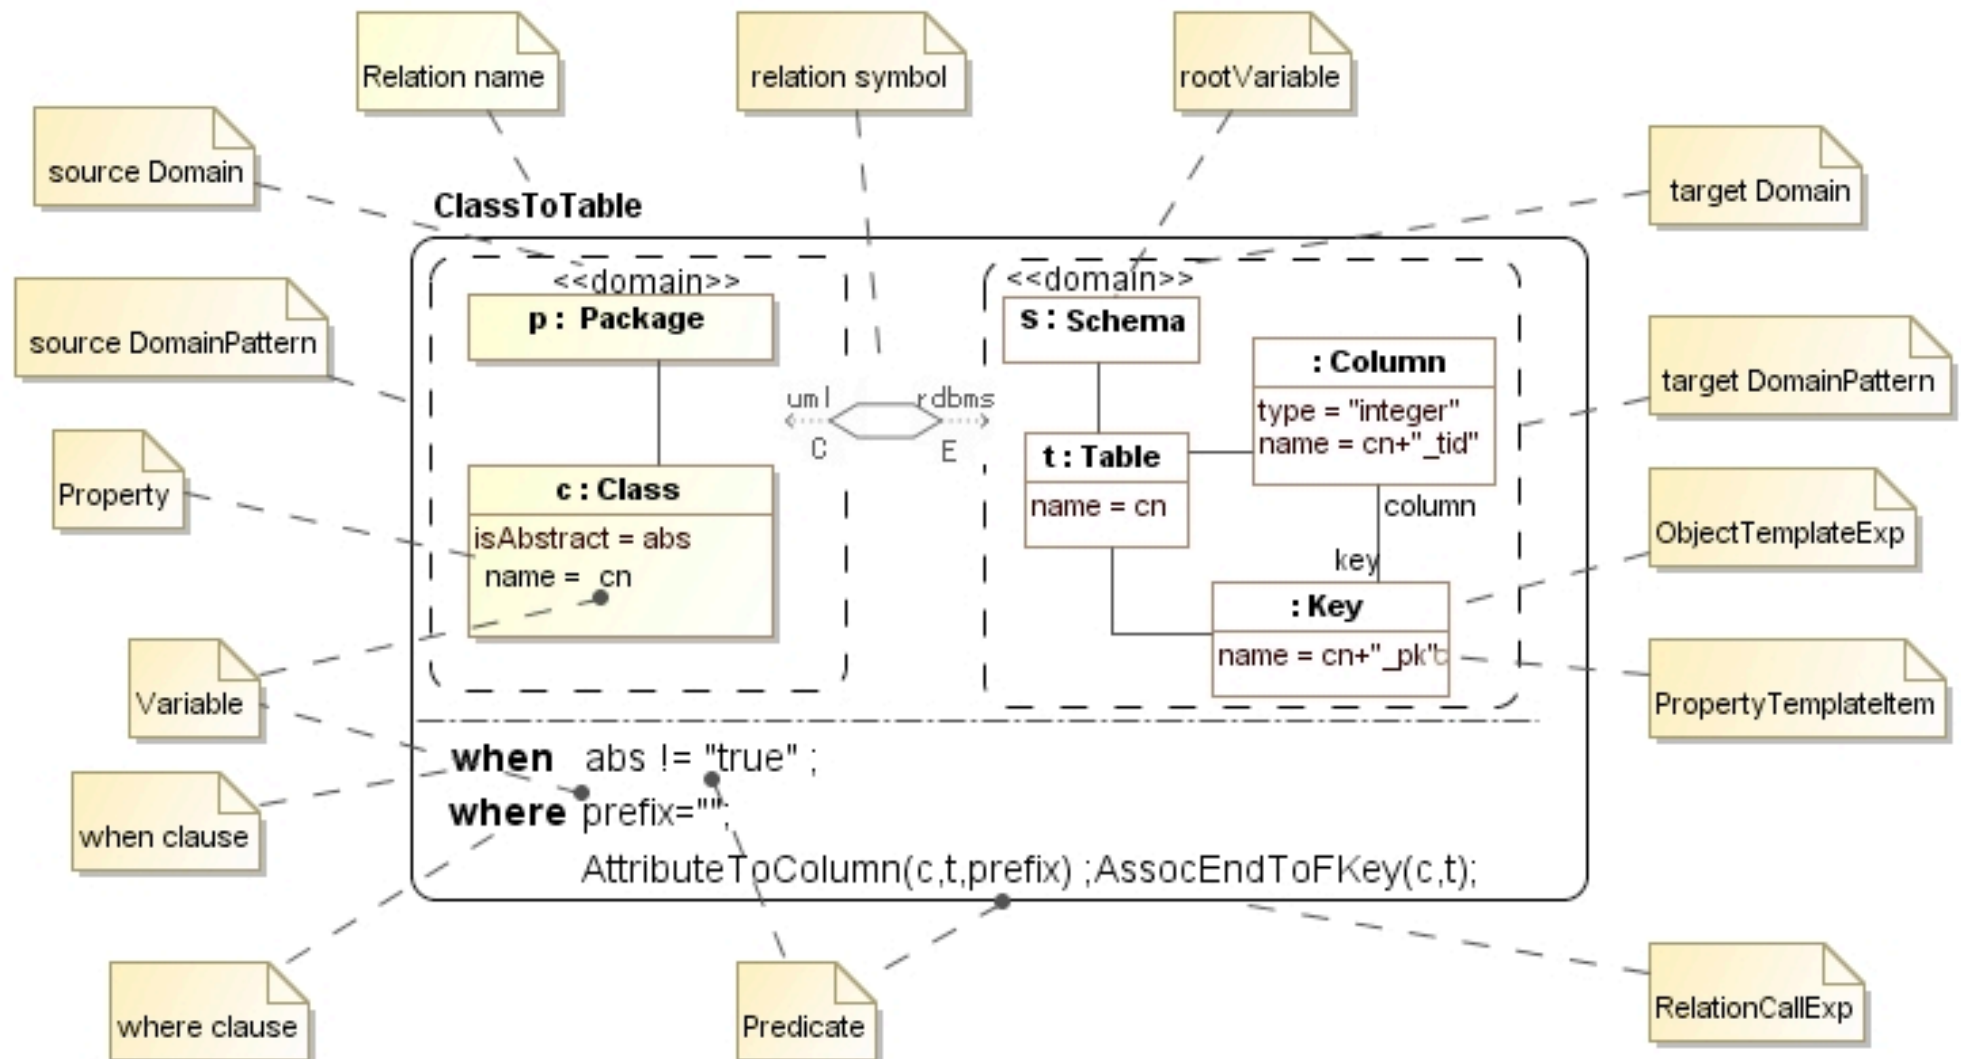 Relation name
relation symbol
rootVariable
source Domain
target Domain
ClassToTable
<<domain>>
<<domain>>
p : Package
s : Schema
source DomainPattern
: Column
target DomainPattern
uml
rdbms
type = "integer"
C
E
name = cn+"_tid"
t : Table
Property
c : Class
name = cn
column
isAbstract = abs
ObjectTemplateExp
key
name = cn
: Key
name = cn+"_pk"
Variable
PropertyTemplateItem
when abs != "true" ;
where prefix="";
when clause
AttributeToColumn(c,t,prefix) ;AssocEndToFKey(c,t);
where clause
Predicate
RelationCallExp